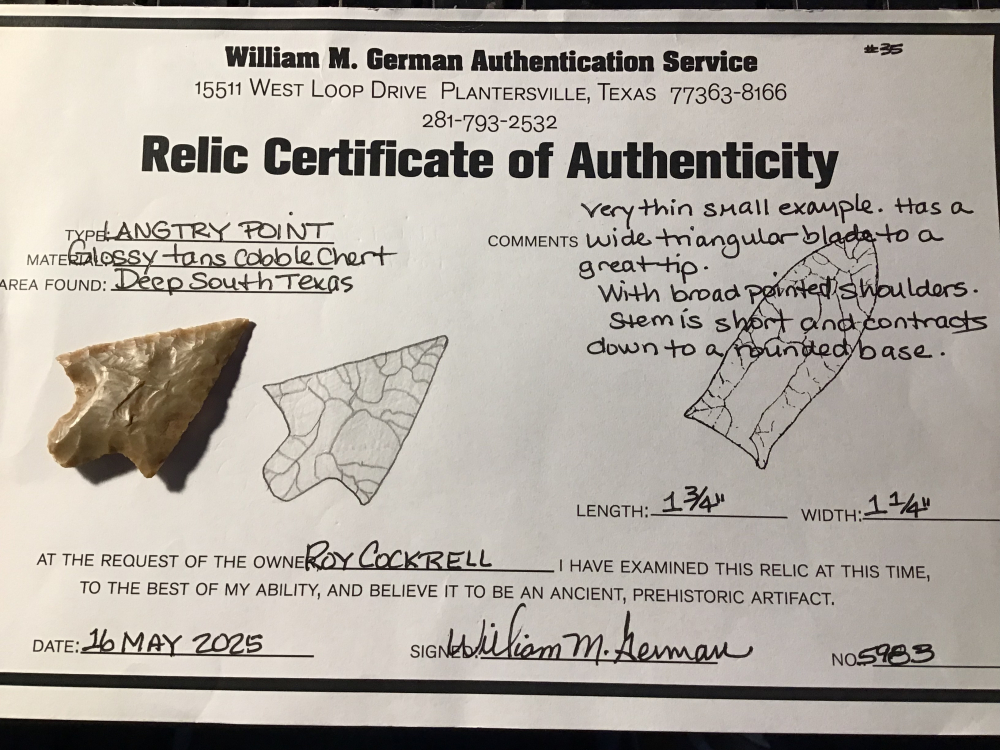 #35
William M. German Authentication Service
15511 West Loop Drive Plantersville, Texas 77363-8166
281-793-2532
Relic Certificate of Authenticity
TYPE: LANGTRY POINT
MATERIAL: Glossy tans Cobble Chert
AREA FOUND: Deep South Texas
COMMENTS very thin small example. Has a
wide triangular blade to a
great tip.
With broad pointed shoulders.
Stem is short and contracts
down to a rounded base.
LENGTH: 1 3/4" WIDTH: 1 1/4"
AT THE REQUEST OF THE OWNER, ROY COCKRELL I HAVE EXAMINED THIS RELIC AT THIS TIME,
TO THE BEST OF MY ABILITY, AND BELIEVE IT TO BE AN ANCIENT, PREHISTORIC ARTIFACT.
DATE: 16 MAY 2025 SIGNED: William M. German NO. 5983